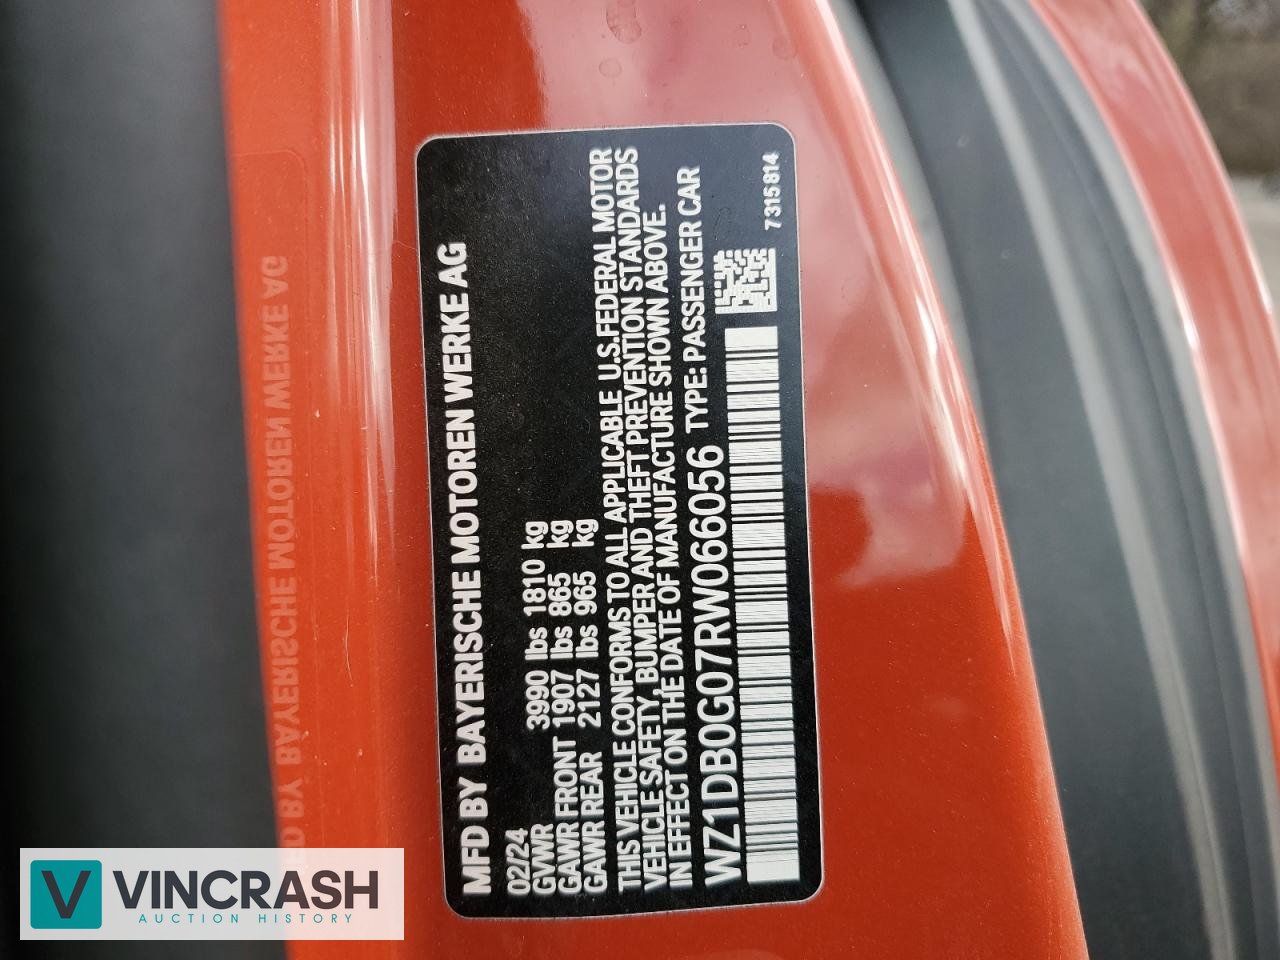 MFD BY BAYERISCHE MOTOREN WERKE AG
02/24
GVWR 3990 lbs 1810 kg
GAWR FRONT 1907 lbs 865 kg
GAWR REAR 2127 lbs 965 kg
THIS VEHICLE CONFORMS TO ALL APPLICABLE U.S.FEDERAL MOTOR
VEHICLE SAFETY, BUMPER AND THEFT PREVENTION STANDARDS
IN EFFECT ON THE DATE OF MANUFACTURE SHOWN ABOVE.
WZ1DB0G07RW066056 TYPE: PASSENGER CAR
7315814
V VINCRASH
AUCTION HISTORY